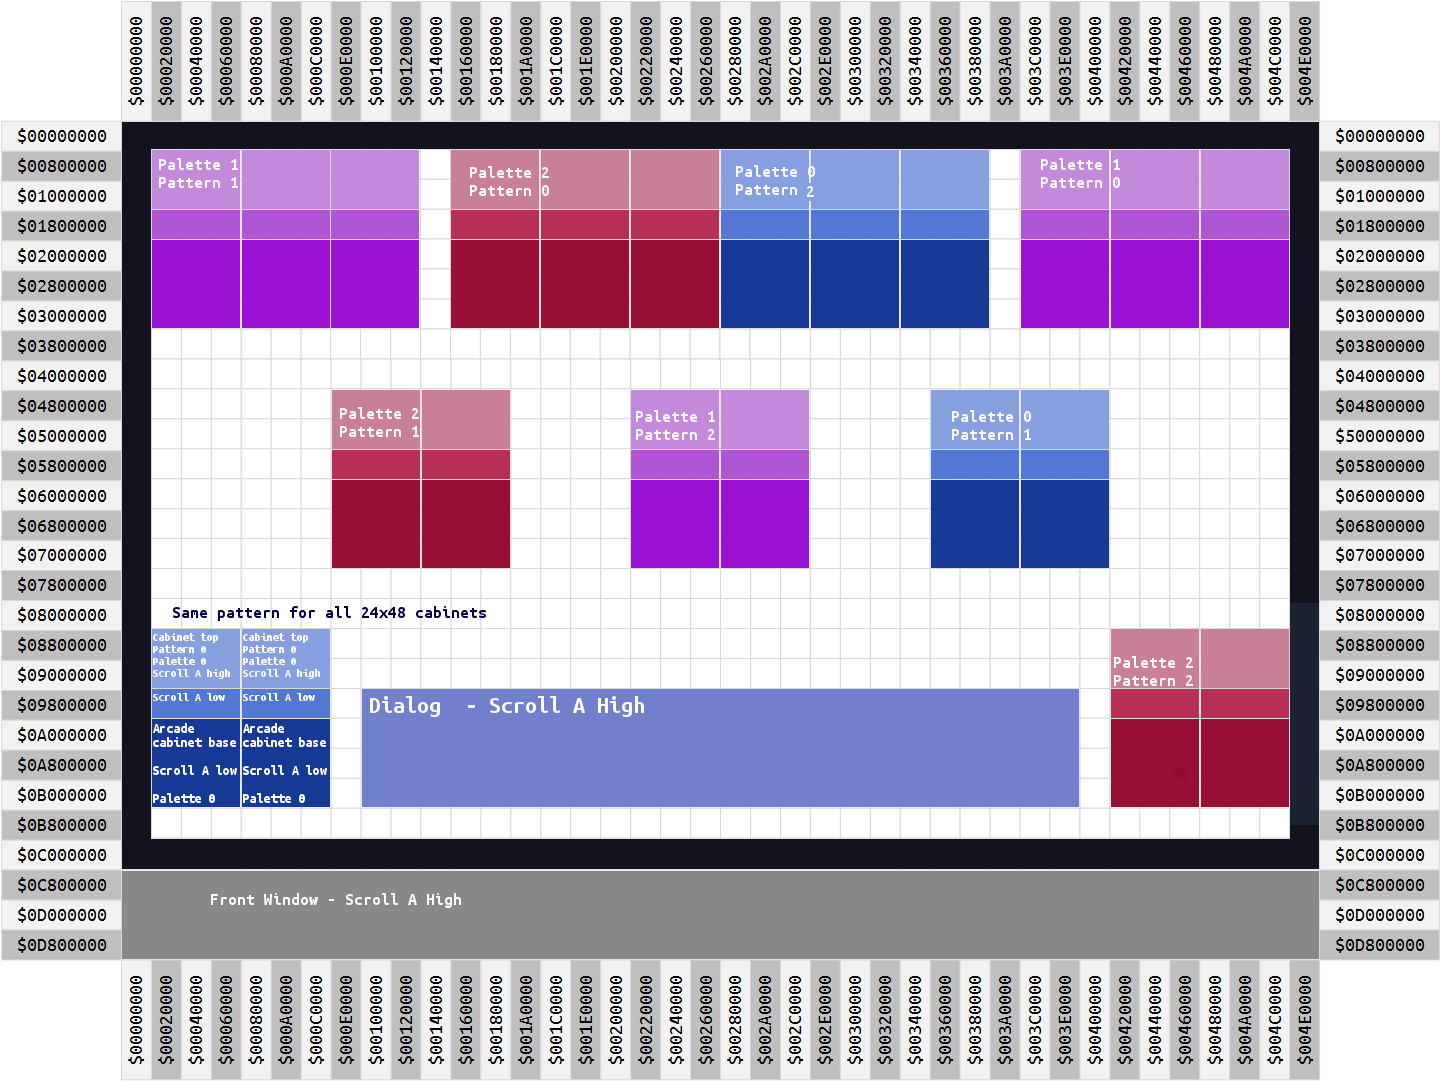 $00000000 $00020000 $00040000 $00060000 $00080000 $000A0000 $000C0000 $000E0000 $00100000 $00120000 $00140000 $00160000 $00180000 $001A0000 $001C0000 $001E0000 $00200000 $00220000 $00240000 $00260000 $00280000 $002A0000 $002C0000 $002E0000 $00300000 $00320000 $00340000 $00360000 $00380000 $003A0000 $003C0000 $003E0000 $00400000 $00420000 $00440000 $00460000 $00480000 $004A0000 $004C0000 $004E0000
$00000000 $00000000
$00800000 Palette 1 Palette 2 Palette 0 Palette 1 $00800000
Pattern 1 Pattern 0 Pattern 2 Pattern 0
$01000000 $01000000
$01800000 $01800000
$02000000 $02000000
$02800000 $02800000
$03000000 $03000000
$03800000 $03800000
$04000000 $04000000
$04800000 Palette 2 Palette 1 Palette 0 $04800000
$05000000 Pattern 1 Pattern 2 Pattern 1 $50000000
$05800000 $05800000
$06000000 $06000000
$06800000 $06800000
$07000000 $07000000
$07800000 $07800000
$08000000 Same pattern for all 24x48 cabinets $08000000
Cabinet top Cabinet top
$08800000 Pattern 0 Pattern 0 $08800000
Palette 0 Palette 0 Palette 2
$09000000 Scroll A high Scroll A high Pattern 2 $09000000
Scroll A low Scroll A low
$09800000 Dialog - Scroll A High $09800000
Arcade Arcade
$0A000000 cabinet base cabinet base $0A000000
$0A800000 Scroll A low Scroll A low $0A800000
$0B000000 Palette 0 Palette 0 $0B000000
$0B800000 $0B800000
$0C000000 $0C000000
$0C800000 $0C800000
Front Window - Scroll A High
$0D000000 $0D000000
$0D800000 $0D800000
$00000000 $00020000 $00040000 $00060000 $00080000 $000A0000 $000C0000 $000E0000 $00100000 $00120000 $00140000 $00160000 $00180000 $001A0000 $001C0000 $001E0000 $00200000 $00220000 $00240000 $00260000 $00280000 $002A0000 $002C0000 $002E0000 $00300000 $00320000 $00340000 $00360000 $00380000 $003A0000 $003C0000 $003E0000 $00400000 $00420000 $00440000 $00460000 $00480000 $004A0000 $004C0000 $004E0000